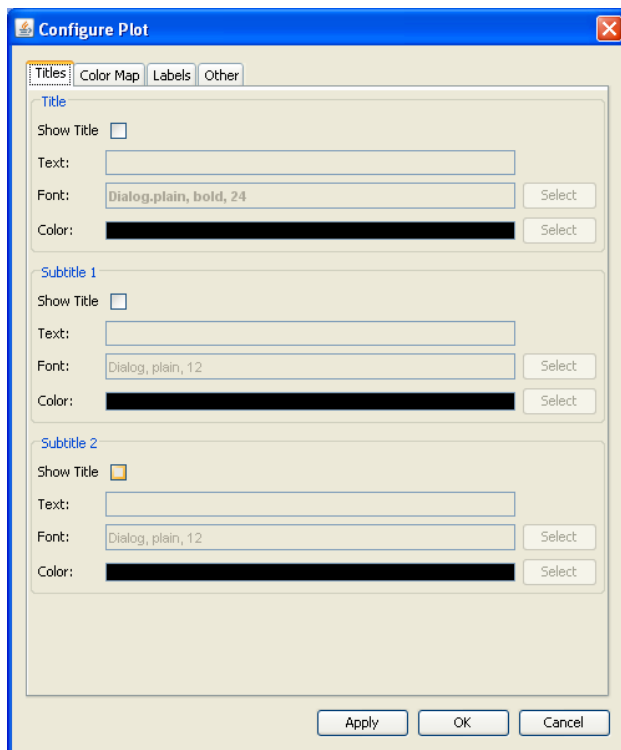 Configure Plot
Titles Color Map Labels Other
Title
Show Title
Text:
Font: Dialog.plain, bold, 24 Select
Color: Select
Subtitle 1
Show Title
Text:
Font: Dialog, plain, 12 Select
Color: Select
Subtitle 2
Show Title
Text:
Font: Dialog, plain, 12 Select
Color: Select
Apply OK Cancel